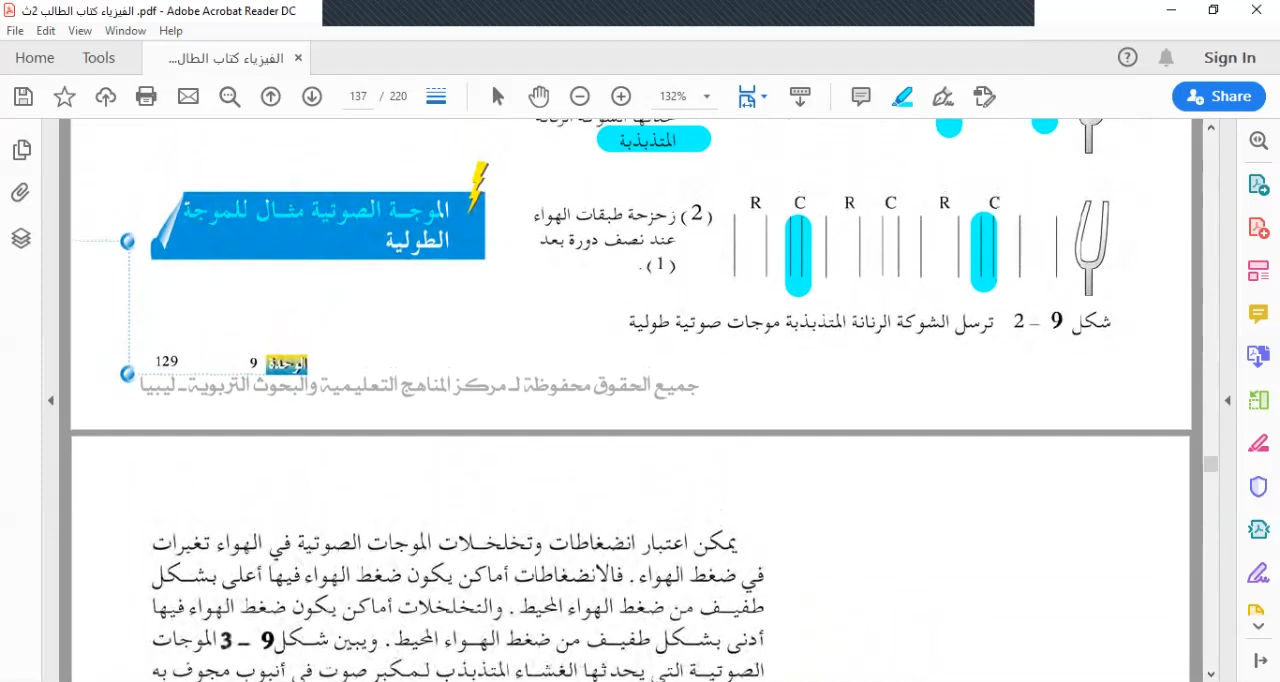 الفيزياء كتاب الطالب 2ث .pdf - Adobe Acrobat Reader DC
File Edit View Window Help
Home Tools الفيزياء كتاب الطال... × Sign In
137 / 220 132% Share
المتذبذبة
الموجة الصوتية مثال للموجة
الطولية
(2) زحزحة طبقات الهواء
عند نصف دورة بعد
(1).
R C R C R C
شكل 9 – 2 ترسل الشوكة الرنانة المتذبذبة موجات صوتية طولية
الوحدة 9 129
جميع الحقوق محفوظة لـ مركز المناهج التعليمية والبحوث التربوية - ليبيا
يمكن اعتبار انضغاطات وتخلخلات الموجات الصوتية في الهواء تغيرات
في ضغط الهواء. فالانضغاطات أماكن يكون ضغط الهواء فيها أعلى بشكل
طفيف من ضغط الهواء المحيط. والتخلخلات أماكن يكون ضغط الهواء فيها
أدنى بشكل طفيف من ضغط الهواء المحيط. ويبين شكل 9 – 3 الموجات
الصوتية التي يحدثها الغشاء المتذبذب لمكبر صوت في أنبوب مجوف به